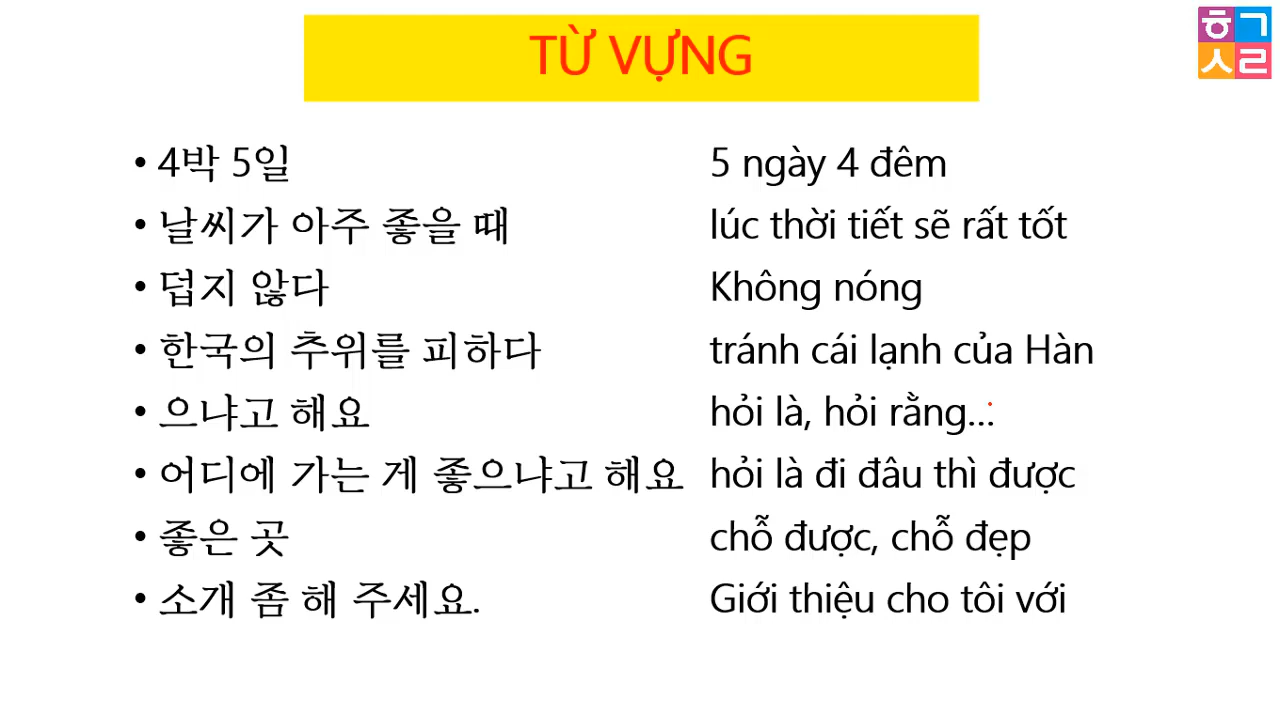 TỪ VỰNG
ㅎㄱ
ㅅㄹ
• 4박 5일 5 ngày 4 đêm
• 날씨가 아주 좋을 때 lúc thời tiết sẽ rất tốt
• 덥지 않다 Không nóng
• 한국의 추위를 피하다 tránh cái lạnh của Hàn
• 으냐고 해요 hỏi là, hỏi rằng...
• 어디에 가는 게 좋으냐고 해요 hỏi là đi đâu thì được
• 좋은 곳 chỗ được, chỗ đẹp
• 소개 좀 해 주세요. Giới thiệu cho tôi với